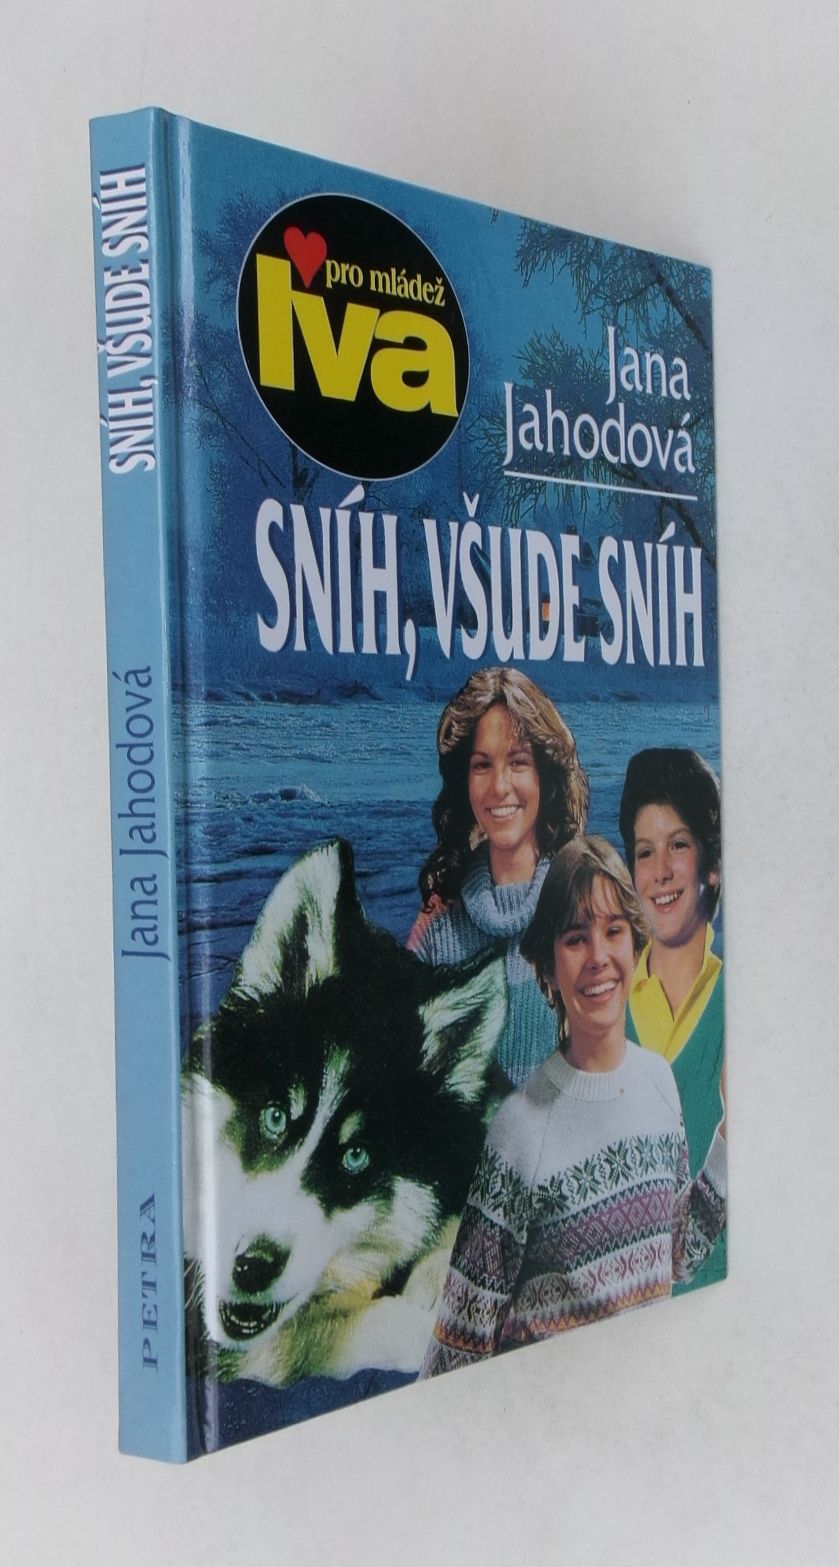 SNÍH, VŠUDE SNÍH
Jana Jahodová
PETRA
pro mládež
Iva
Jana
Jahodová
SNÍH, VŠUDE SNÍH